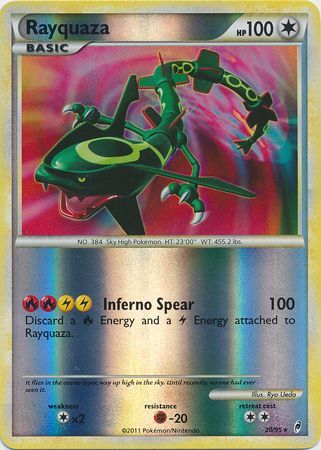 Rayquaza
HP100
BASIC
NO. 384 Sky High Pokémon HT: 23'00" WT: 455.2 lbs.
Inferno Spear 100
Discard a Energy and a Energy attached to
Rayquaza.
It flies in the ozone layer, way up high in the sky. Until recently, no one had ever
seen it.
Illus. Ryo Ueda
weakness resistance retreat cost
×2 -20
©2011 Pokémon/Nintendo 20/95